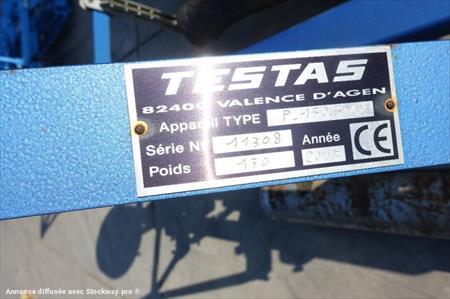 TESTAS
82400 VALENCE D'AGEN
Appareil TYPE
Série N° 11308 Année
Poids 170
CE
Annonce diffusée avec Stockway.pro ®